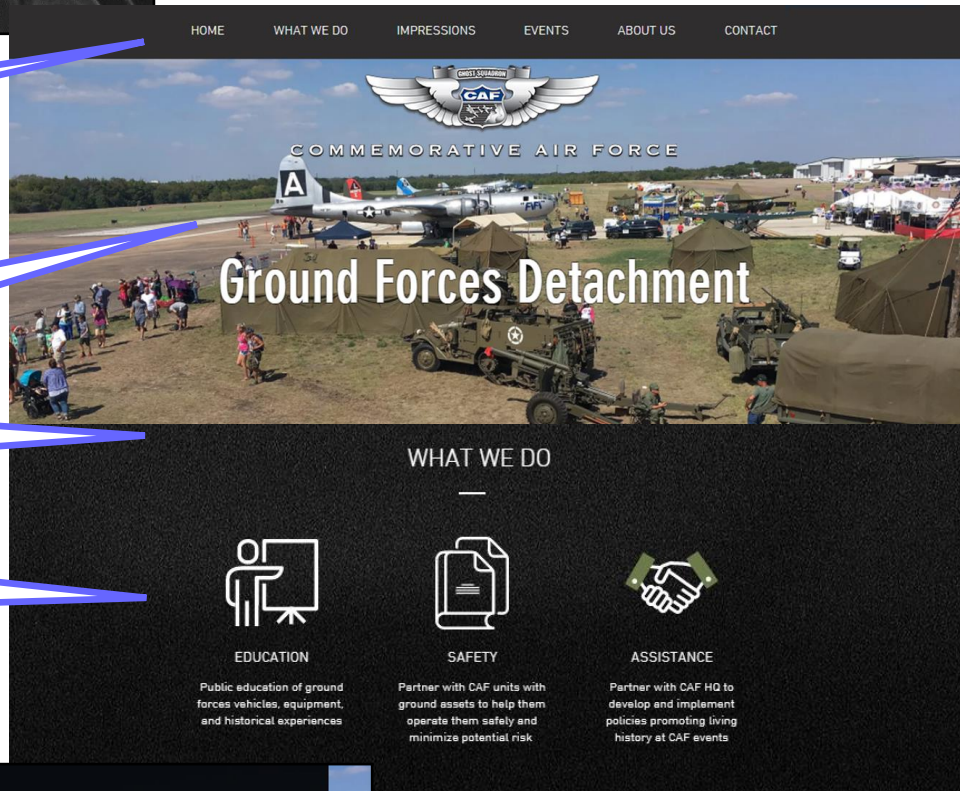 HOME WHAT WE DO IMPRESSIONS EVENTS ABOUT US CONTACT
GHOST SQUADRON
CAF
COMMEMORATIVE AIR FORCE
A
Ground Forces Detachment
WHAT WE DO
EDUCATION
Public education of ground
forces vehicles, equipment,
and historical experiences
SAFETY
Partner with CAF units with
ground assets to help them
operate them safely and
minimize potential risk
ASSISTANCE
Partner with CAF HQ to
develop and implement
policies promoting living
history at CAF events